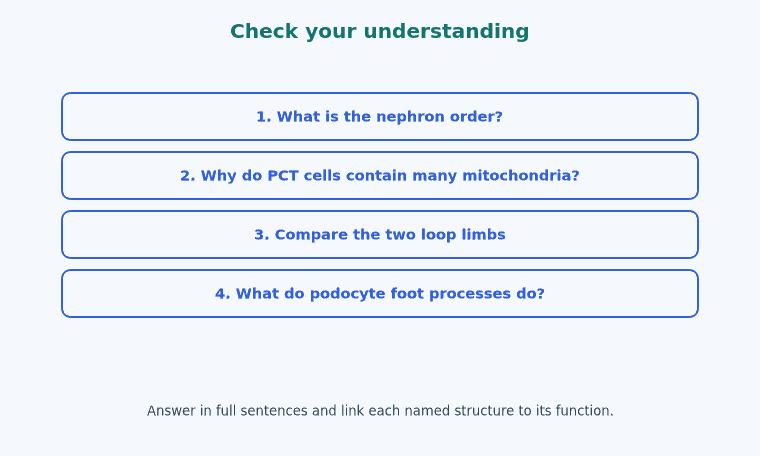 Check your understanding
1. What is the nephron order?
2. Why do PCT cells contain many mitochondria?
3. Compare the two loop limbs
4. What do podocyte foot processes do?
Answer in full sentences and link each named structure to its function.